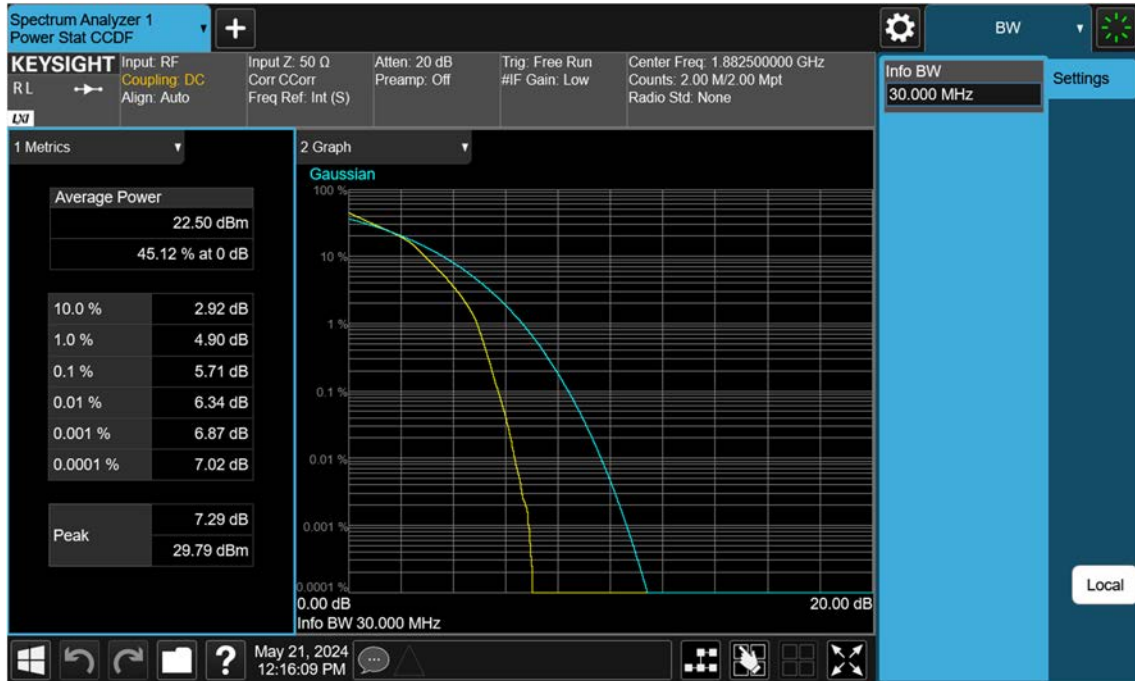 Spectrum Analyzer 1
Power Stat CCDF
+
BW
KEYSIGHT
R L
LXI
Input: RF
Coupling: DC
Align: Auto
Input Z: 50 Ω
Corr CCorr
Freq Ref: Int (S)
Atten: 20 dB
Preamp: Off
Trig: Free Run
#IF Gain: Low
Center Freq: 1.882500000 GHz
Counts: 2.00 M/2.00 Mpt
Radio Std: None
Info BW
30.000 MHz
Settings
1 Metrics
Average Power
22.50 dBm
45.12 % at 0 dB
10.0 % 2.92 dB
1.0 % 4.90 dB
0.1 % 5.71 dB
0.01 % 6.34 dB
0.001 % 6.87 dB
0.0001 % 7.02 dB
Peak
7.29 dB
29.79 dBm
2 Graph
Gaussian
100 %
10 %
1 %
0.1 %
0.01 %
0.001 %
0.0001 %
0.00 dB 20.00 dB
Info BW 30.000 MHz
Local
?
May 21, 2024
12:16:09 PM